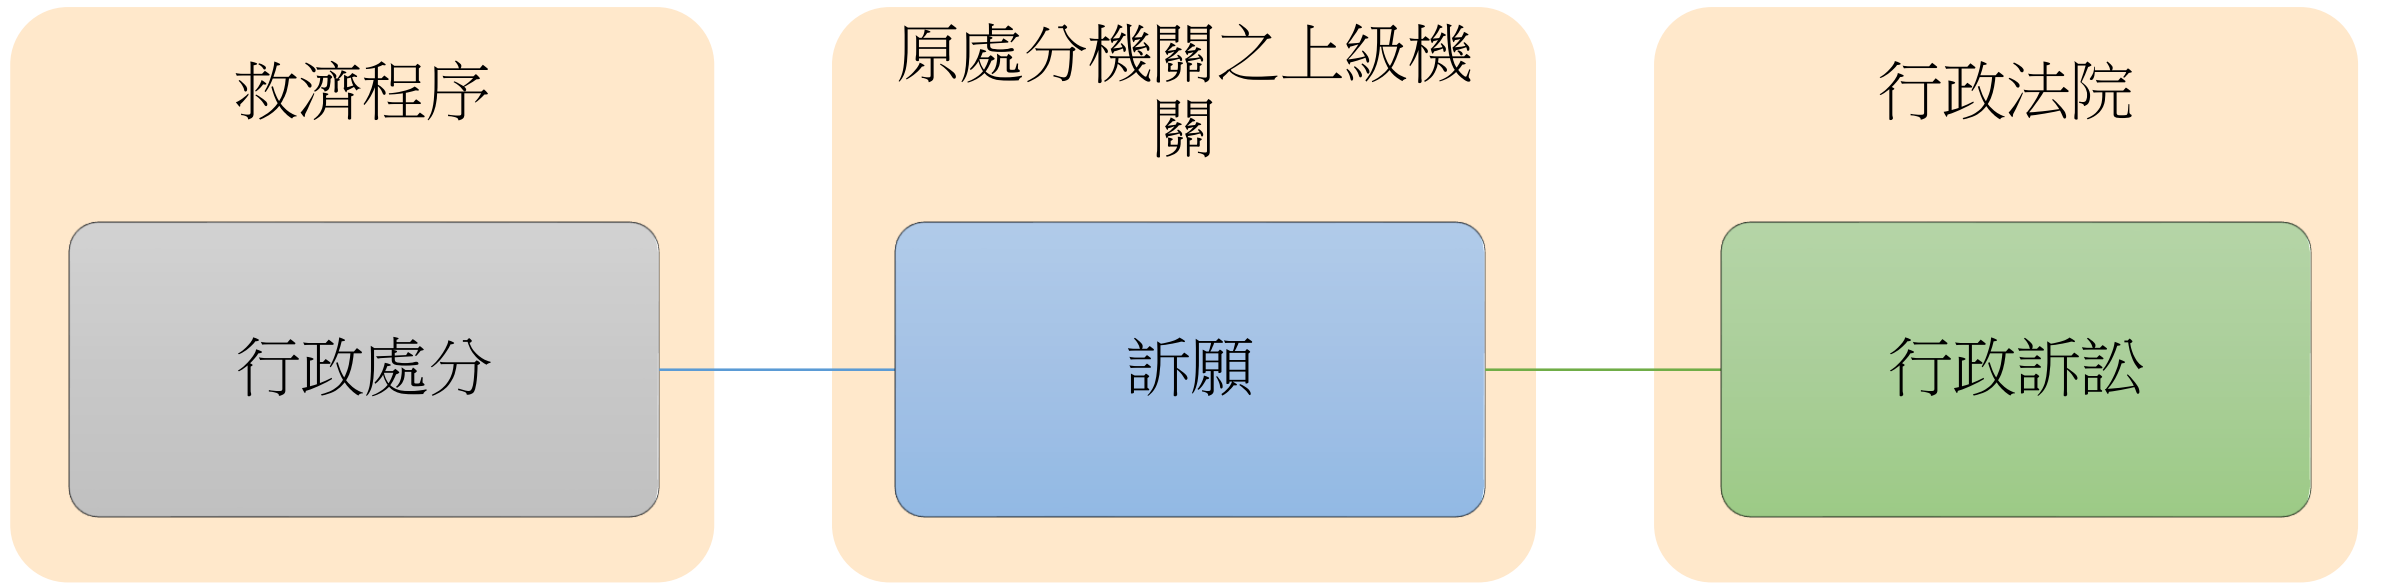 救濟程序
行政處分
原處分機關之上級機
關
訴願
行政法院
行政訴訟